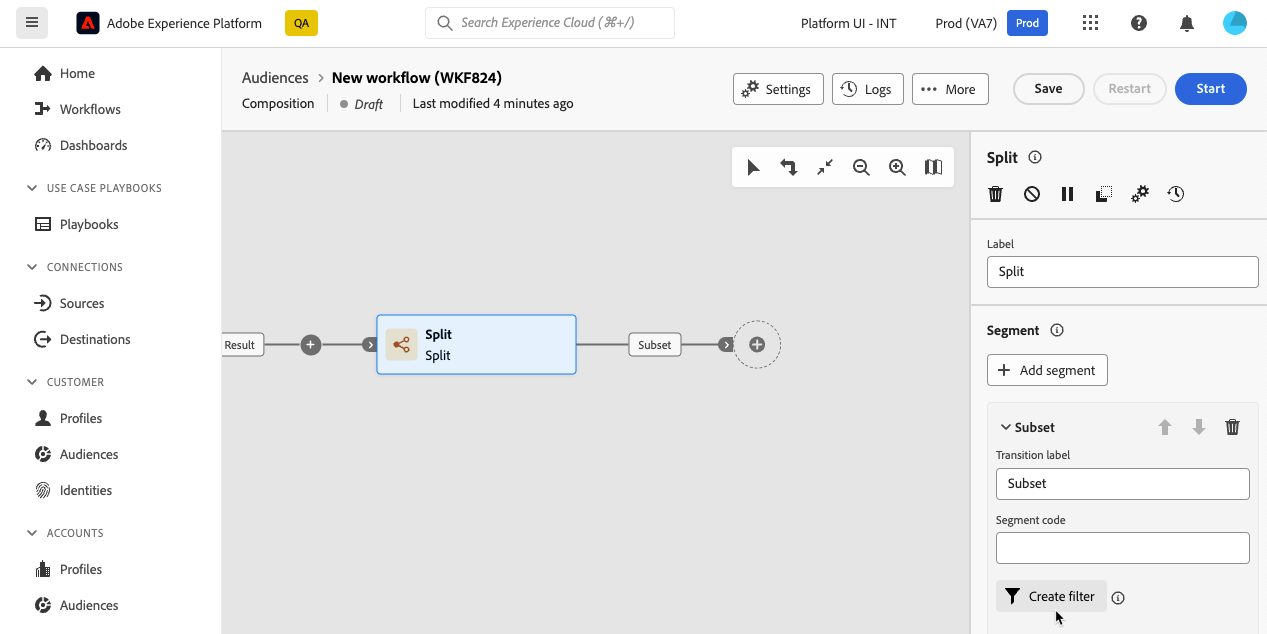 Adobe Experience Platform
QA
Search Experience Cloud (⌘+/)
Platform UI - INT
Prod (VA7)
Prod
Home
Workflows
Dashboards
USE CASE PLAYBOOKS
Playbooks
CONNECTIONS
Sources
Destinations
CUSTOMER
Profiles
Audiences
Identities
ACCOUNTS
Profiles
Audiences
Audiences > New workflow (WKF824)
Composition
Draft
Last modified 4 minutes ago
Settings
Logs
More
Save
Restart
Start
Result
Split
Split
Subset
Split
Label
Split
Segment
Add segment
Subset
Transition label
Subset
Segment code
Create filter